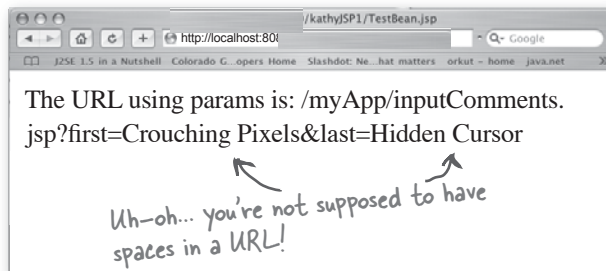 /kathyJSP1/TestBean.jsp
http://localhost:808
Google
J2SE 1.5 in a Nutshell Colorado G...opers Home Slashdot: Ne...hat matters orkut - home java.net
The URL using params is: /myApp/inputComments.
jsp?first=Crouching Pixels&last=Hidden Cursor
Uh-oh... you're not supposed to have
spaces in a URL!